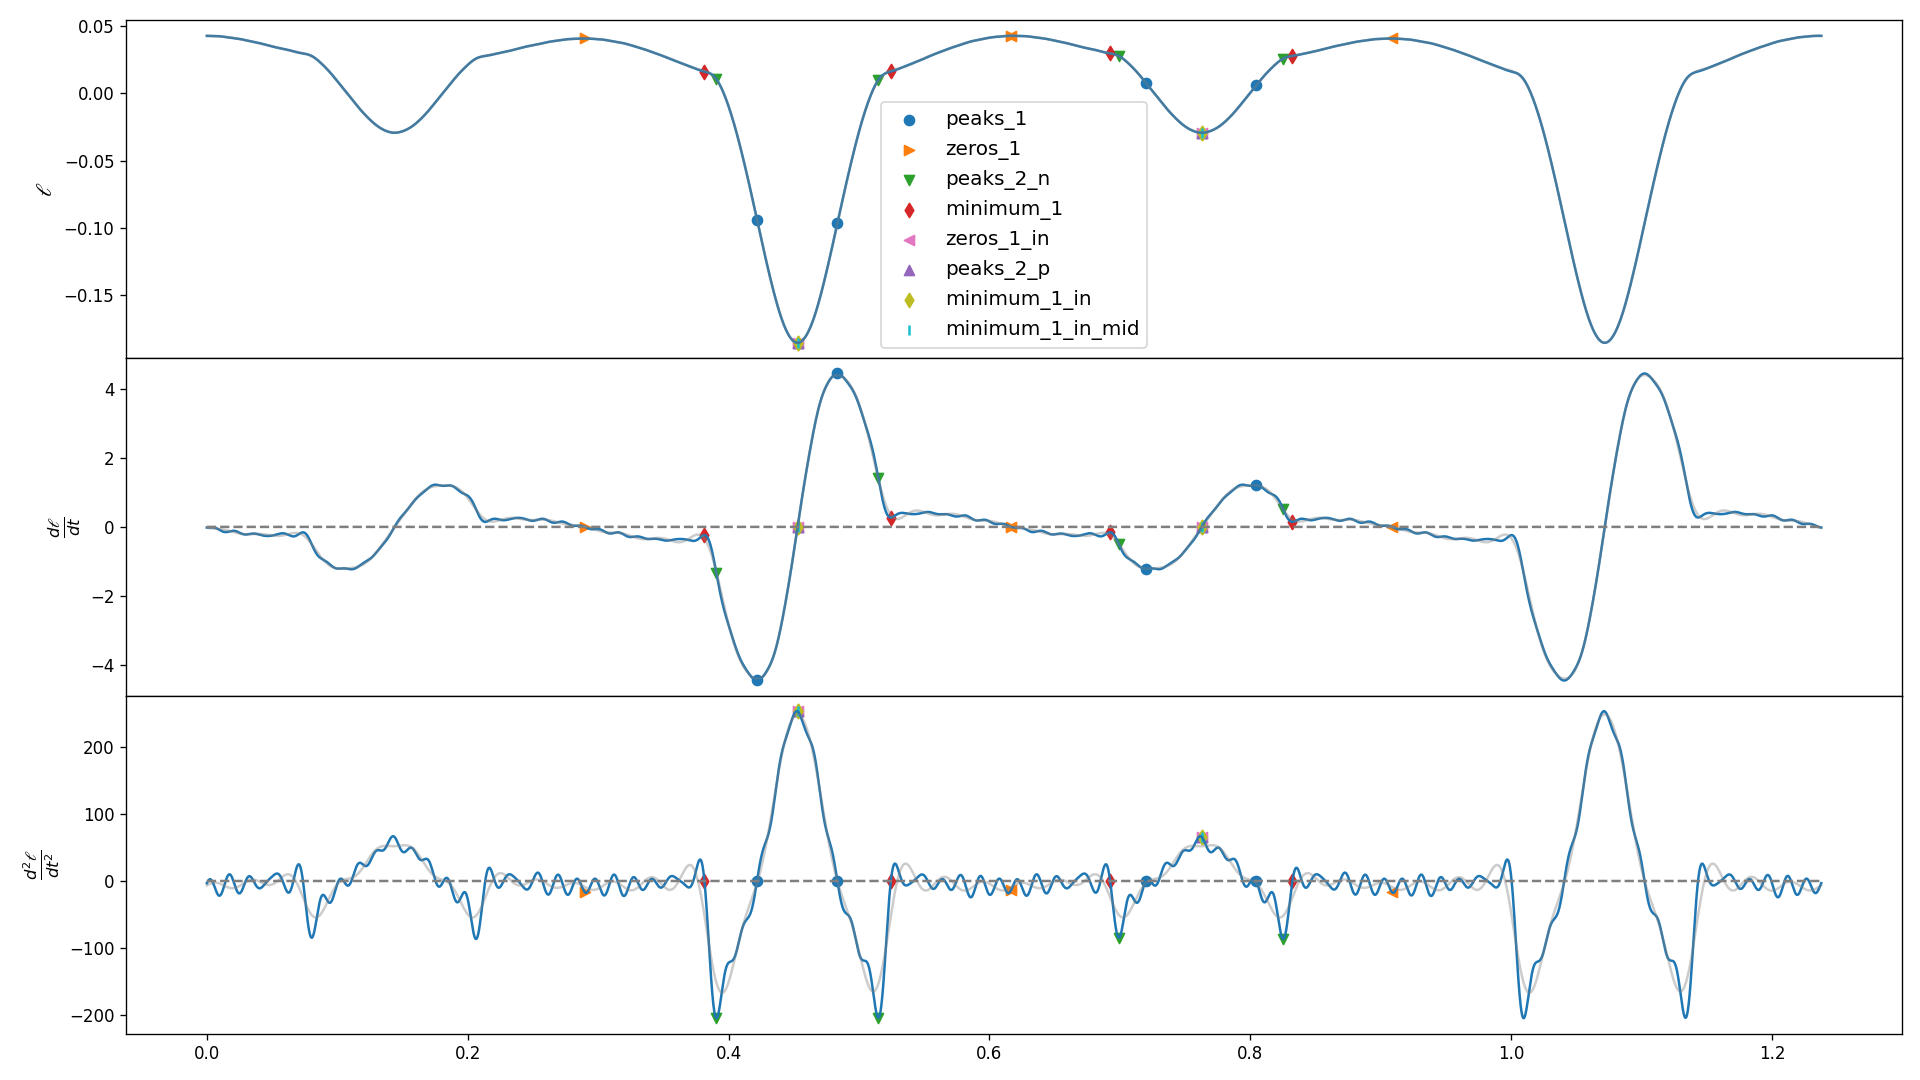 0.05
0.00
−0.05
−0.10
−0.15
ℓ
peaks_1
zeros_1
peaks_2_n
minimum_1
zeros_1_in
peaks_2_p
minimum_1_in
minimum_1_in_mid
4
2
0
−2
−4
dℓ/dt
200
100
0
−100
−200
d²ℓ/dt²
0.0 0.2 0.4 0.6 0.8 1.0 1.2